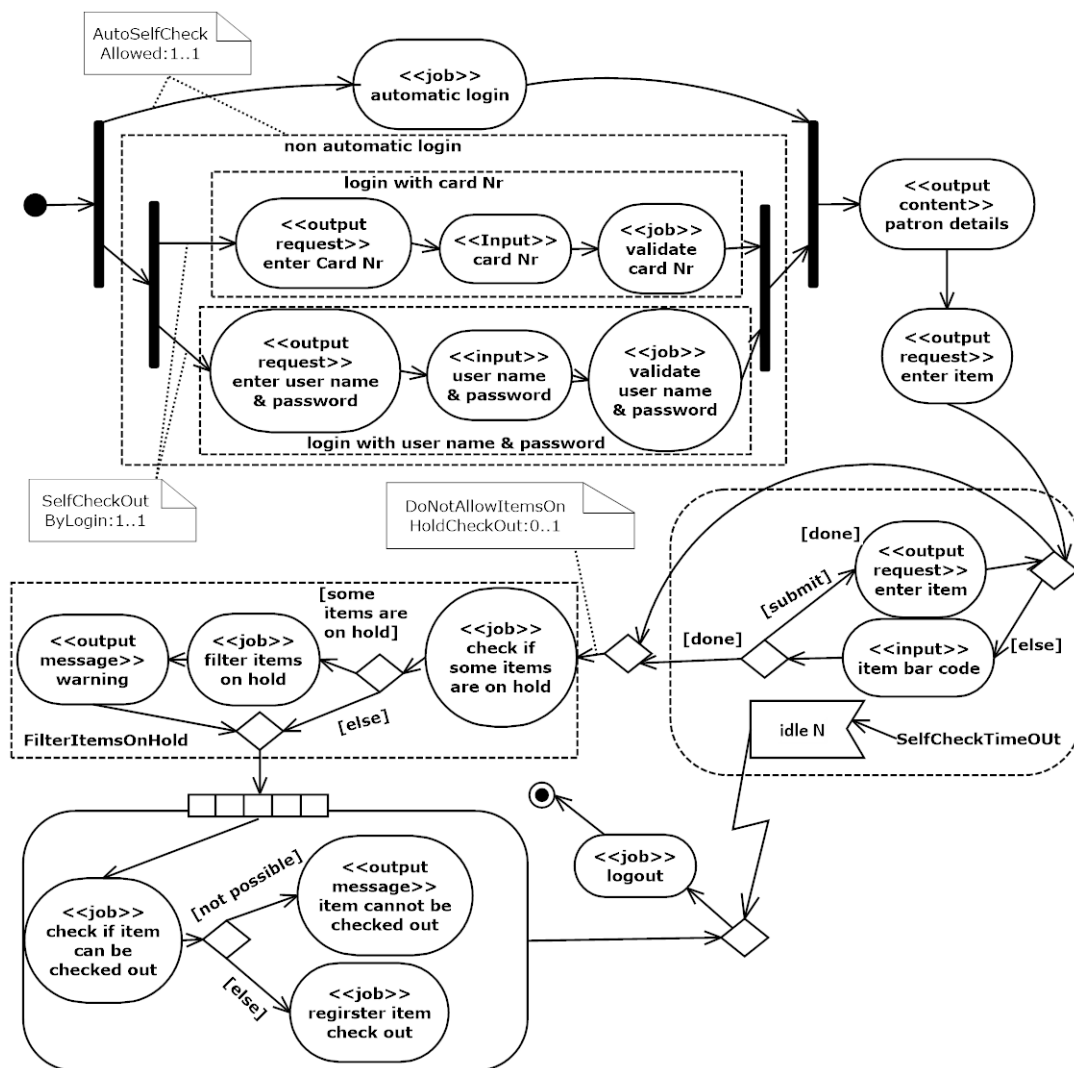 AutoSelfCheck
Allowed:1..1
<<job>>
automatic login
non automatic login
login with card Nr
<<output
request>>
enter Card Nr
<<Input>>
card Nr
<<job>>
validate
card Nr
<<output
content>>
patron details
<<output
request>>
enter user name
& password
<<input>>
user name
& password
<<job>>
validate
user name
& password
login with user name & password
<<output
request>>
enter item
SelfCheckOut
ByLogin:1..1
DoNotAllowItemsOn
HoldCheckOut:0..1
[done]
<<output
request>>
enter item
[submit]
[else]
[done]
<<input>>
item bar code
idle N
SelfCheckTimeOUt
[some
items are
on hold]
<<job>>
check if
some items
are on hold
<<job>>
filter items
on hold
<<output
message>>
warning
[else]
FilterItemsOnHold
<<job>>
check if item
can be
checked out
[not possible]
<<output
message>>
item cannot be
checked out
[else]
<<job>>
regirster item
check out
<<job>>
logout